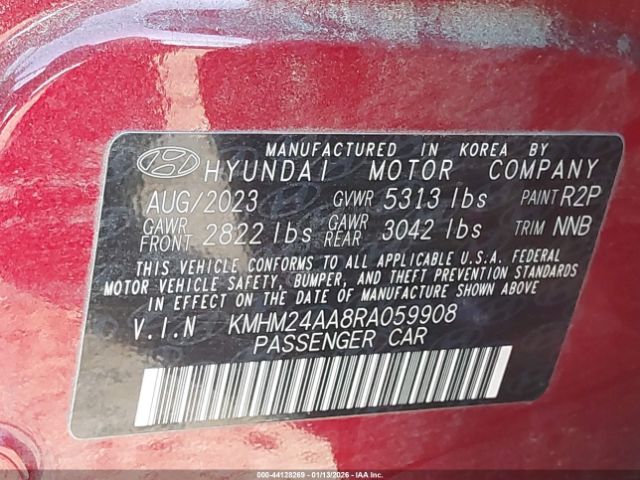 MANUFACTURED IN KOREA BY
HYUNDAI MOTOR COMPANY
AUG/2023 GVWR 5313 lbs PAINT R2P
GAWR FRONT 2822 lbs GAWR REAR 3042 lbs TRIM NNB
THIS VEHICLE CONFORMS TO ALL APPLICABLE U.S.A. FEDERAL
MOTOR VEHICLE SAFETY, BUMPER, AND THEFT PREVENTION STANDARDS
IN EFFECT ON THE DATE OF MANUFACTURE SHOWN ABOVE
V.I.N KMHM24AA8RA059908
PASSENGER CAR
000-44128269 - 01/13/2026 - IAAI.COM